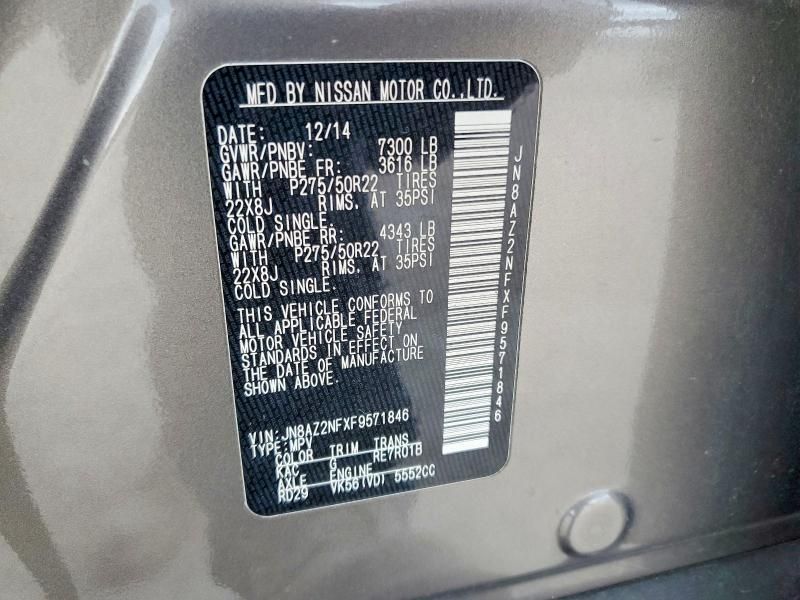 MFD BY NISSAN MOTOR CO.,LTD.
DATE: 12/14
GVWR/PNBV: 7300 LB
GAWR/PNBE FR: 3616 LB
WITH P275/50R22 TIRES
22X8J RIMS, AT 35PSI
COLD SINGLE.
GAWR/PNBE RR: 4343 LB
WITH P275/50R22 TIRES
22X8J RIMS, AT 35PSI
COLD SINGLE.
THIS VEHICLE CONFORMS TO
ALL APPLICABLE FEDERAL
MOTOR VEHICLE SAFETY
STANDARDS IN EFFECT ON
THE DATE OF MANUFACTURE
SHOWN ABOVE.
VIN: JN8AZ2NFXF9571846
TYPE: MPV
COLOR TRIM TRANS
KAC G RE7R01B
AXLE ENGINE
RD29 VK56(VD) 5552CC
JN8AZ2NFXF9571846